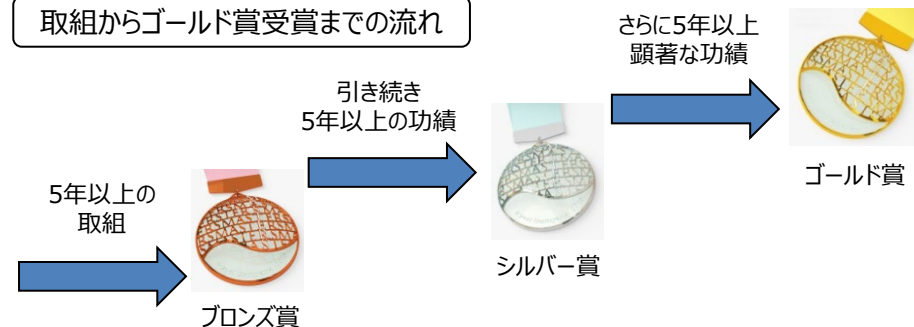 取組からゴールド賞受賞までの流れ
5年以上の
取組
ブロンズ賞
引き続き
5年以上の功績
シルバー賞
さらに5年以上
顕著な功績
ゴールド賞